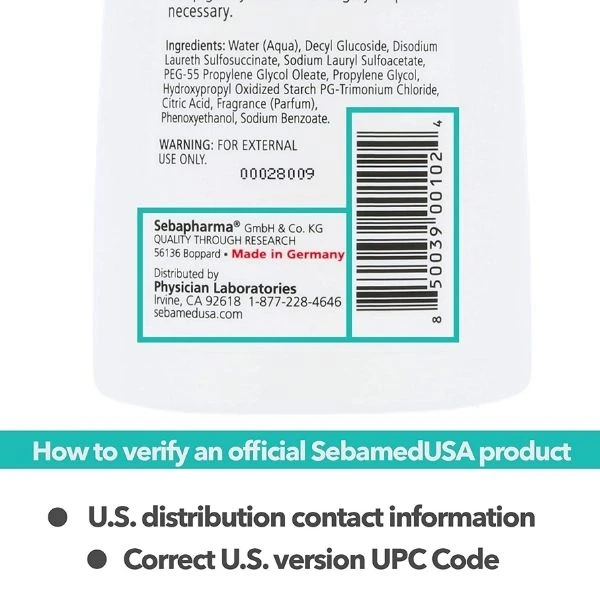 necessary.
Ingredients: Water (Aqua), Decyl Glucoside, Disodium
Laureth Sulfosuccinate, Sodium Lauryl Sulfoacetate,
PEG-55 Propylene Glycol Oleate, Propylene Glycol,
Hydroxypropyl Oxidized Starch PG-Trimonium Chloride,
Citric Acid, Fragrance (Parfum),
Phenoxyethanol, Sodium Benzoate.
WARNING: FOR EXTERNAL
USE ONLY.
00028009
8 50039 00102 4
Sebapharma® GmbH & Co. KG
QUALITY THROUGH RESEARCH
56136 Boppard • Made in Germany
Distributed by
Physician Laboratories
Irvine, CA 92618 1-877-228-4646
sebamedusa.com
How to verify an official SebamedUSA product
● U.S. distribution contact information
● Correct U.S. version UPC Code